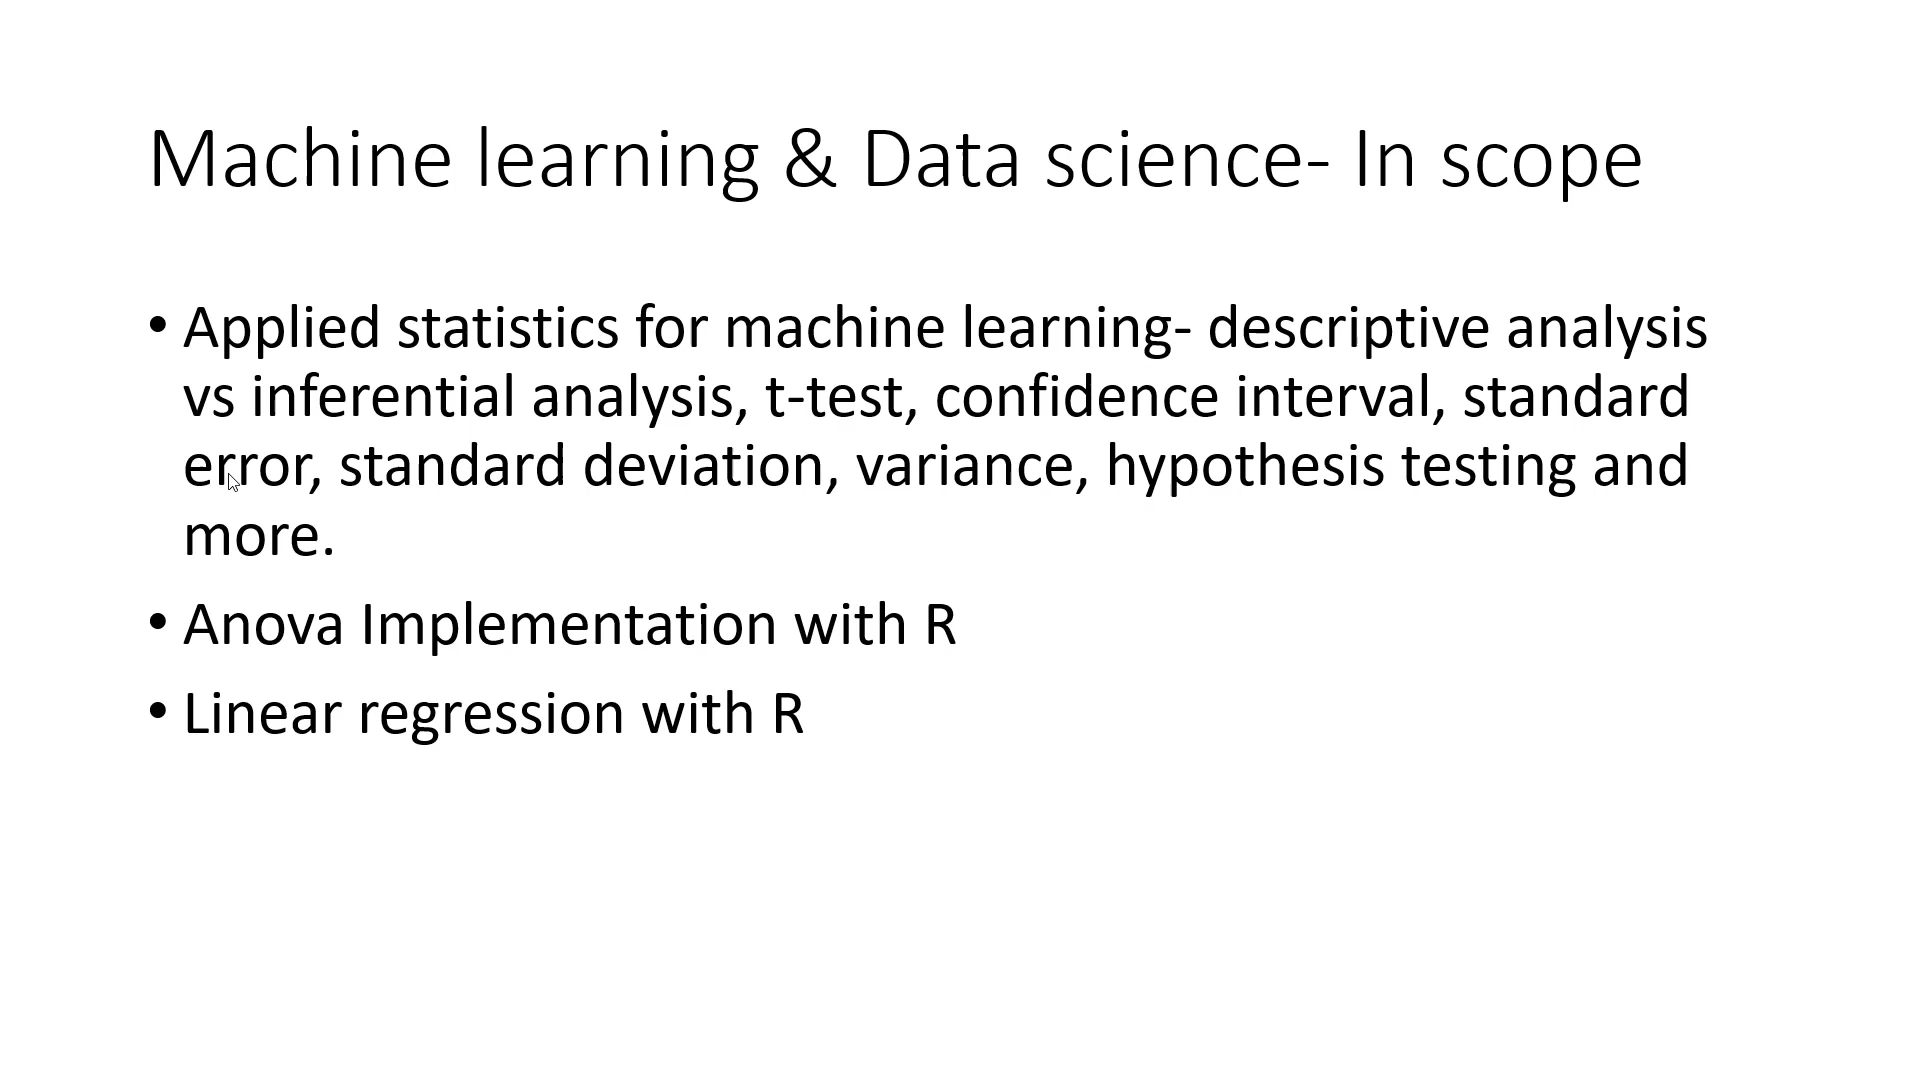 Machine learning & Data science- In scope
• Applied statistics for machine learning- descriptive analysis
vs inferential analysis, t-test, confidence interval, standard
error, standard deviation, variance, hypothesis testing and
more.
• Anova Implementation with R
• Linear regression with R